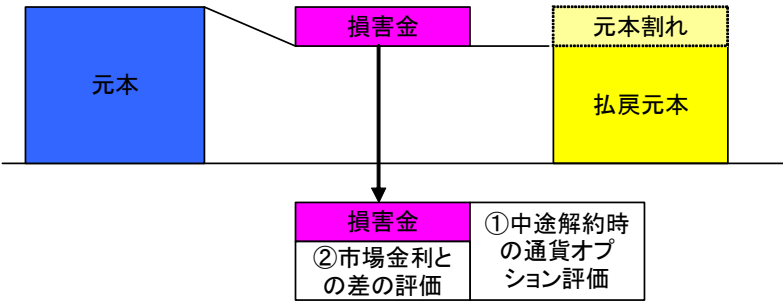 損害金
元本割れ
元本
払戻元本
損害金
②市場金利と
の差の評価
①中途解約時
の通貨オプ
ション評価